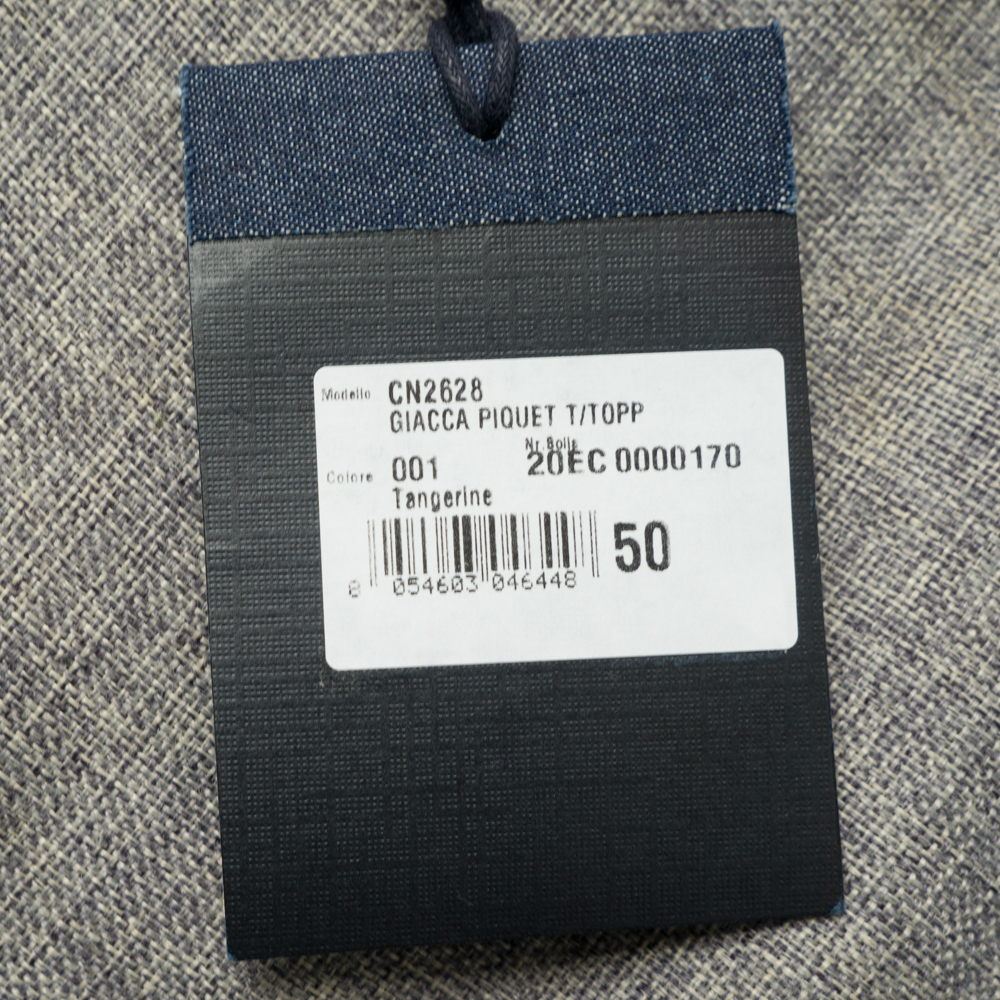 Modello CN2628
GIACCA PIQUET T/TOPP
Nr. Bolla
Colore 001 20EC 0000170
Tangerine
50
8 054603 046448